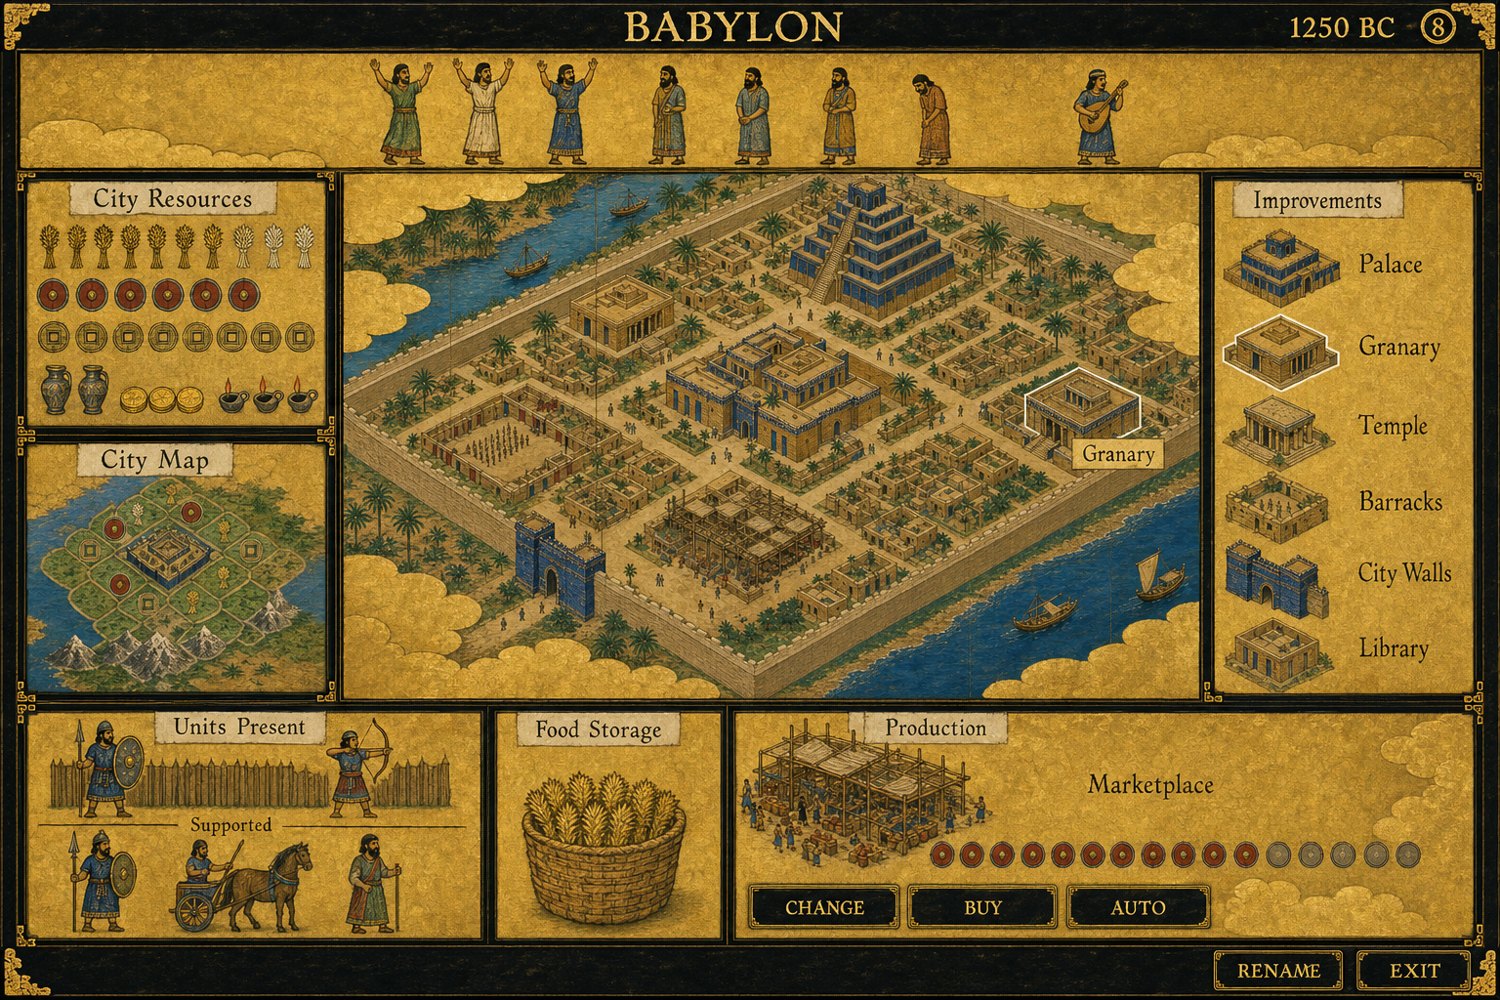 BABYLON
1250 BC 8
City Resources
Improvements
Palace
Granary
Temple
Barracks
City Walls
Library
Granary
City Map
Units Present
Supported
Food Storage
Production
Marketplace
CHANGE
BUY
AUTO
RENAME
EXIT